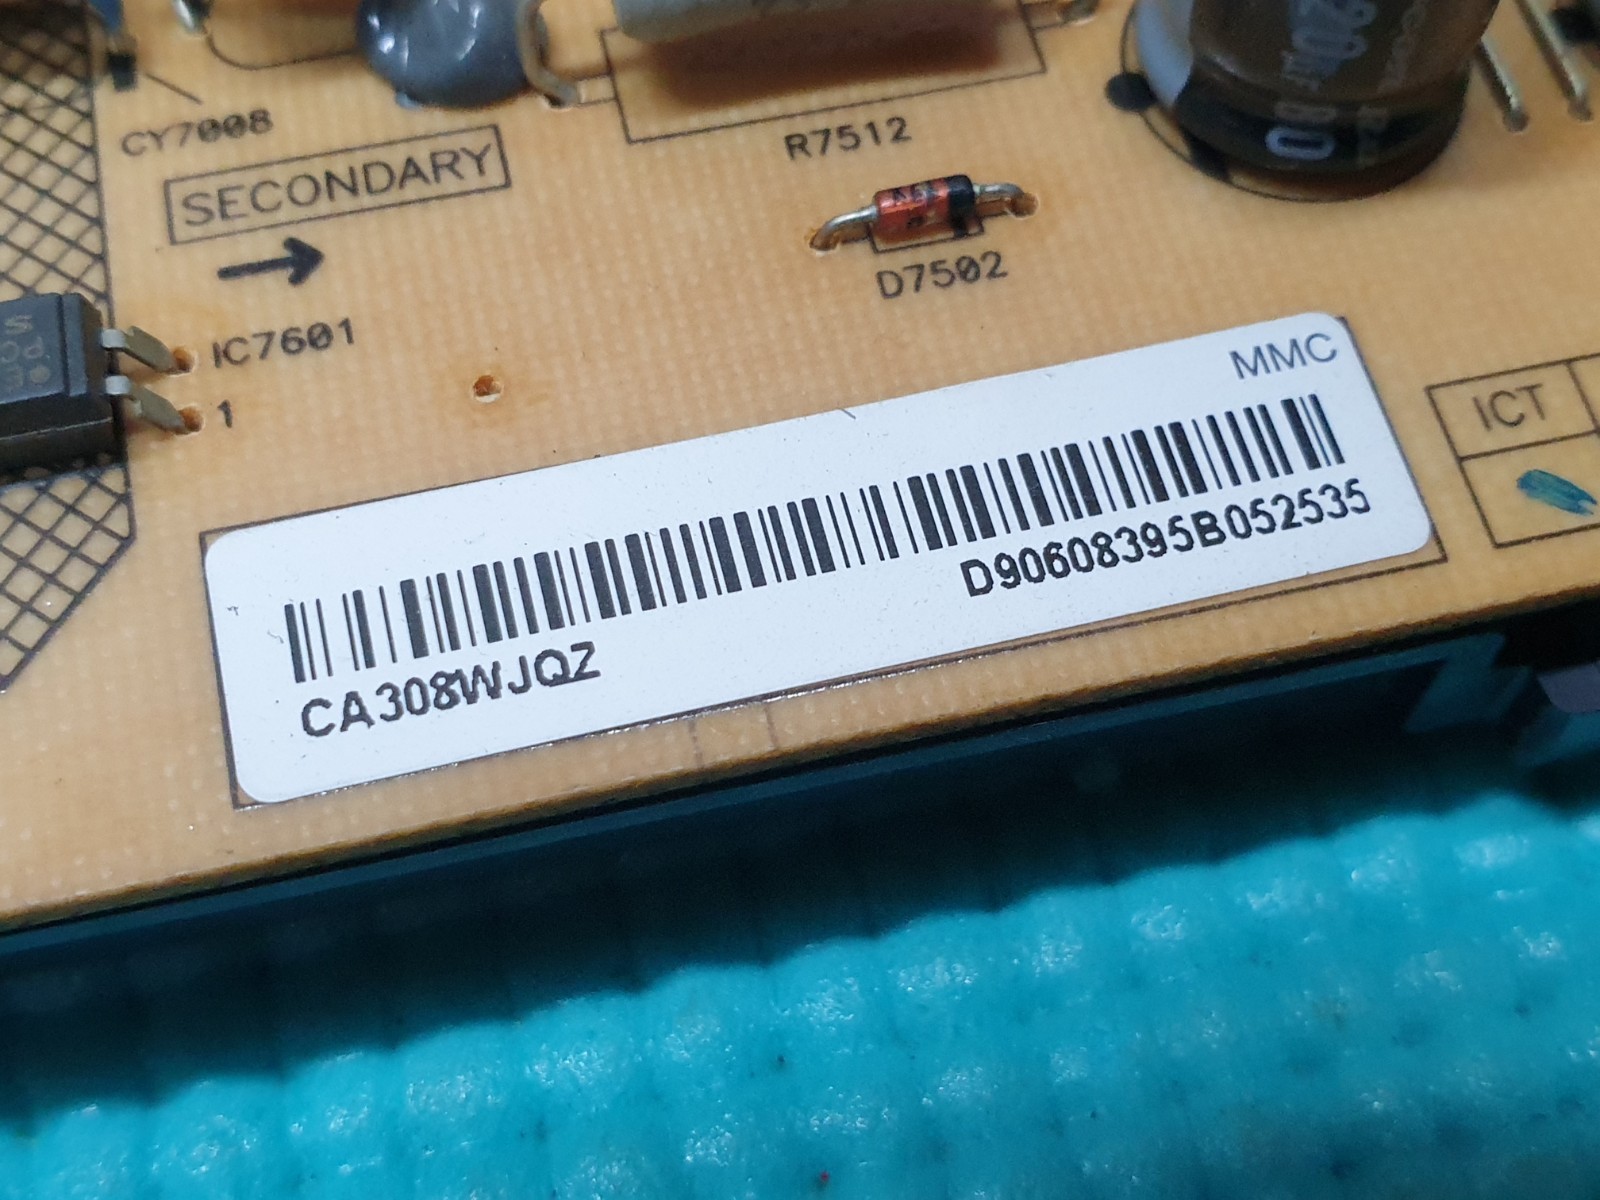 CY7008
SECONDARY
R7512
D7502
IC7601
1
MMC
ICT
D90608395B052535
CA308WJQZ